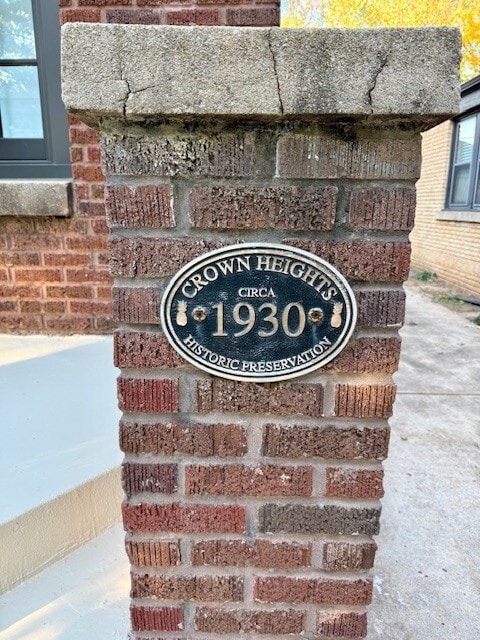 CROWN HEIGHTS
CIRCA
1930
HISTORIC PRESERVATION